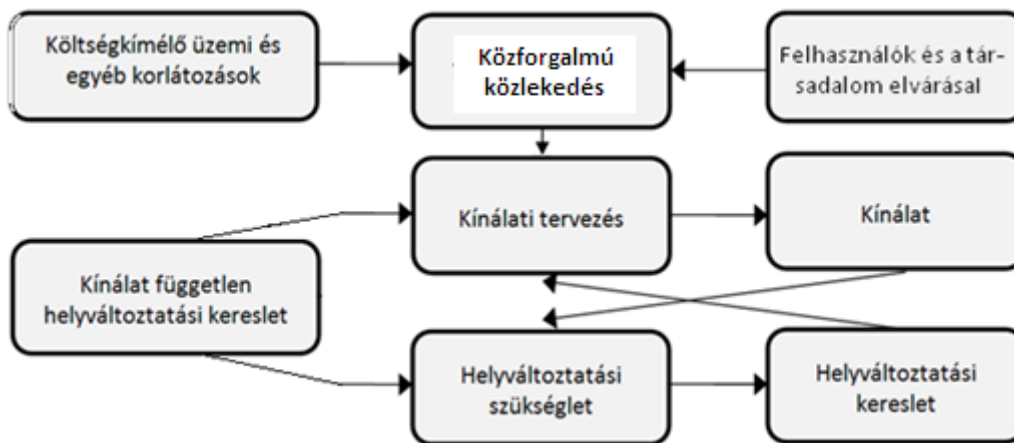 Költségkímélő üzemi és
egyéb korlátozások
Közforgalmú
közlekedés
Felhasználók és a tár-
sadalom elvárásaI
Kínálati tervezés
Kínálat
Kínálat független
helyváltoztatási kereslet
Helyváltoztatási
szükséglet
Helyváltoztatási
kereslet